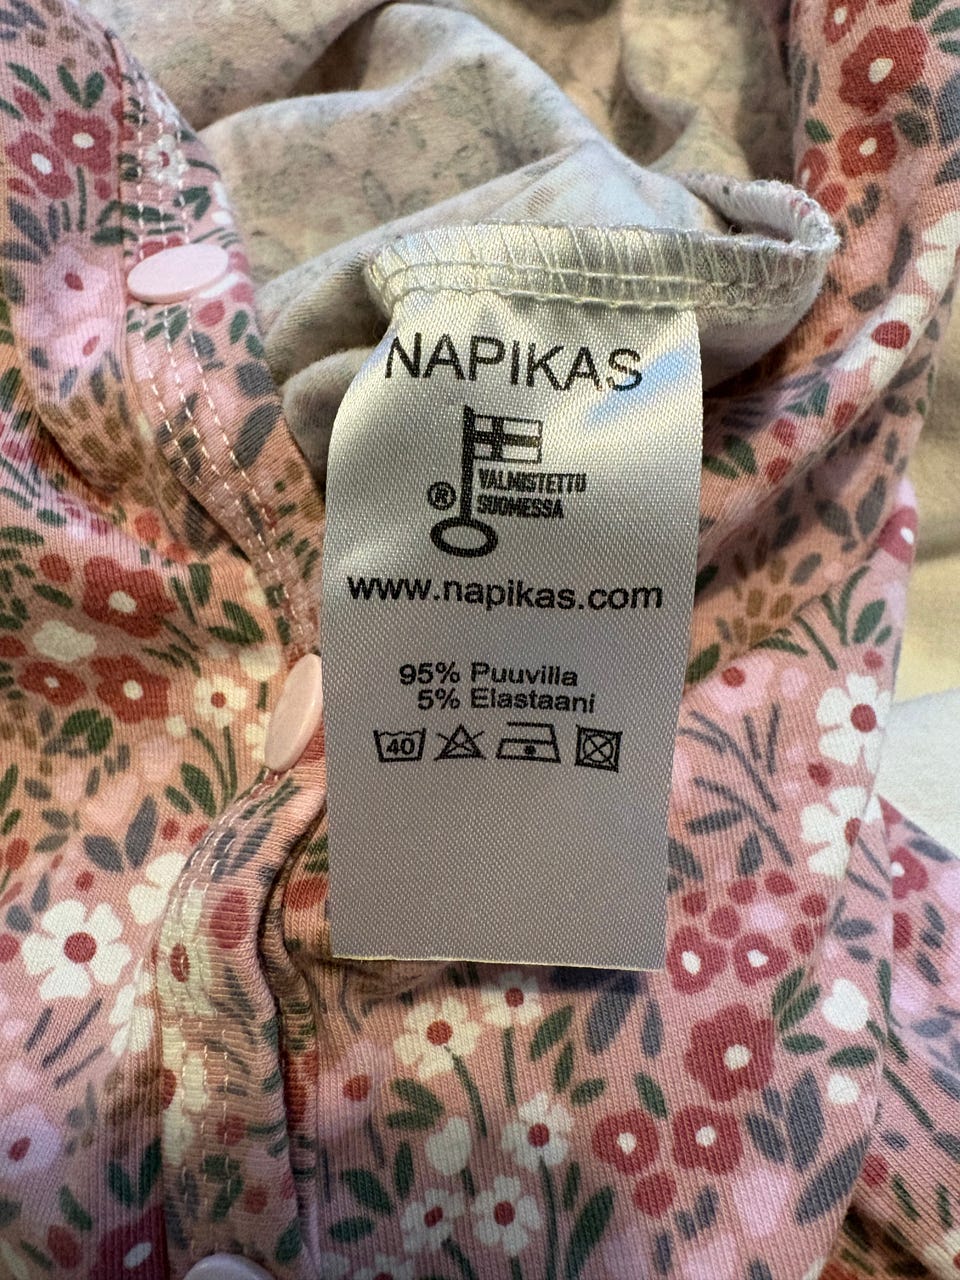 NAPIKAS
VALMISTETTU
® SUOMESSA
www.napikas.com
95% Puuvilla
5% Elastaani
40